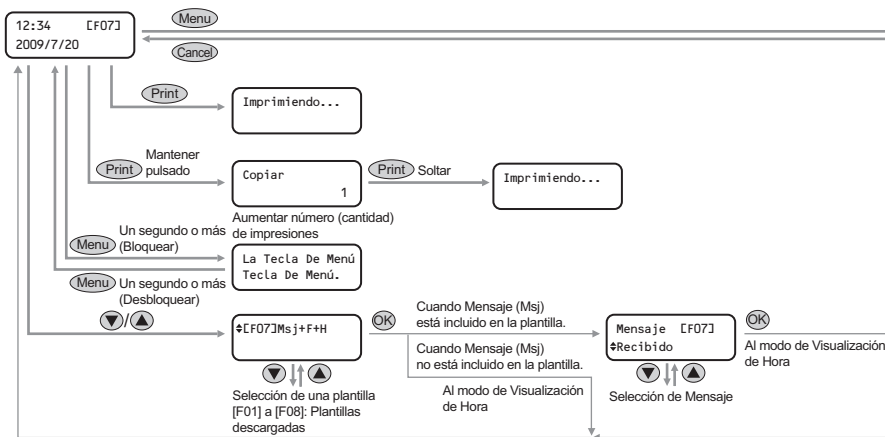 12:34 [F07]
2009/7/20
Menu
Cancel
Print
Imprimiendo...
Print
Mantener
pulsado
Copiar
1
Print Soltar
Imprimiendo...
Aumentar número (cantidad)
de impresiones
Menu
Un segundo o más
(Bloquear)
La Tecla De Menú
Tecla De Menú.
Menu
Un segundo o más
(Desbloquear)
▼/▲
[F07]Msj+F+H
OK
Cuando Mensaje (Msj)
está incluido en la plantilla.
Cuando Mensaje (Msj)
no está incluido en la plantilla.
Al modo de Visualización
de Hora
Mensaje [F07]
Recibido
OK
Al modo de Visualización
de Hora
▼ ▲
Selección de una plantilla
[F01] a [F08]: Plantillas
descargadas
▼ ▲
Selección de Mensaje